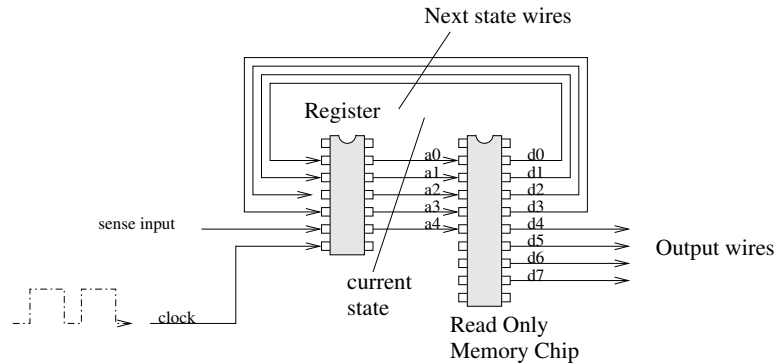 Next state wires
Register
a0
a1
a2
a3
a4
d0
d1
d2
d3
d4
d5
d6
d7
sense input
Output wires
current
state
clock
Read Only
Memory Chip